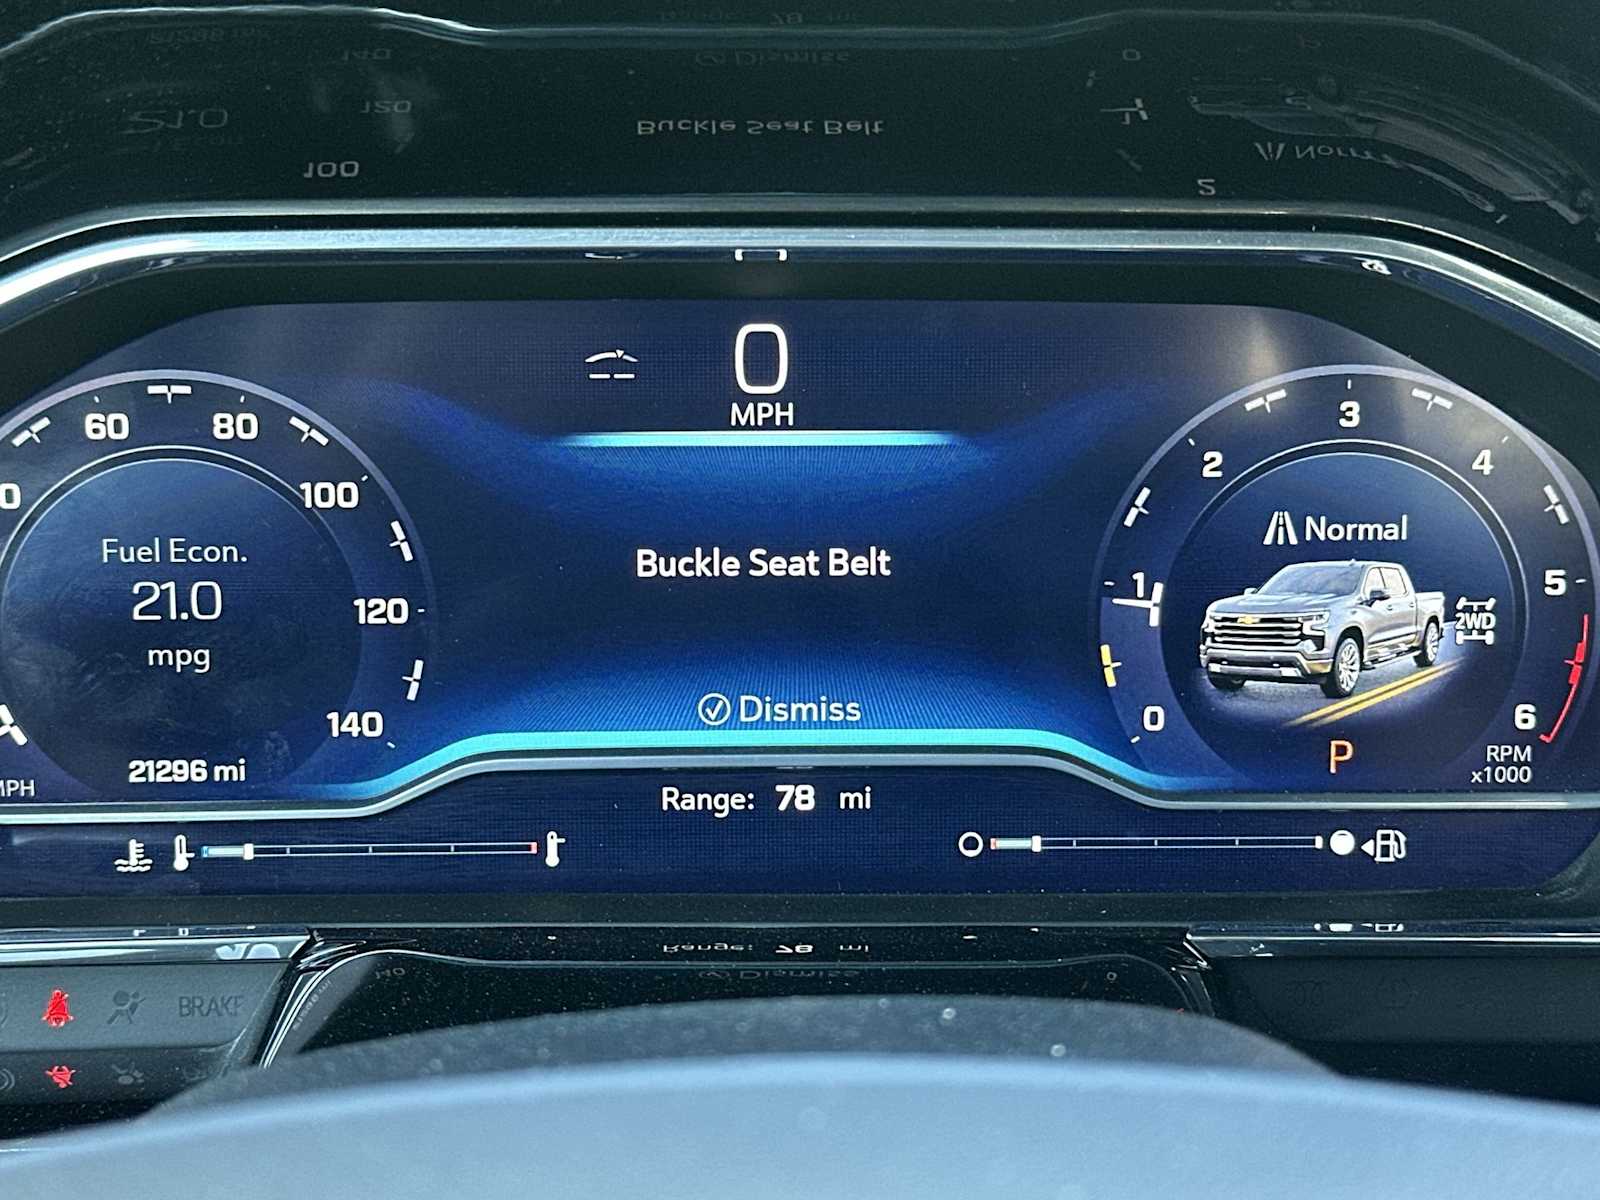 0
MPH
60
80
100
120
140
Fuel Econ.
21.0
mpg
21296 mi
MPH
Buckle Seat Belt
Dismiss
Range: 78 mi
0
1
2
3
4
5
6
RPM
x1000
Normal
2WD
P
BRAKE